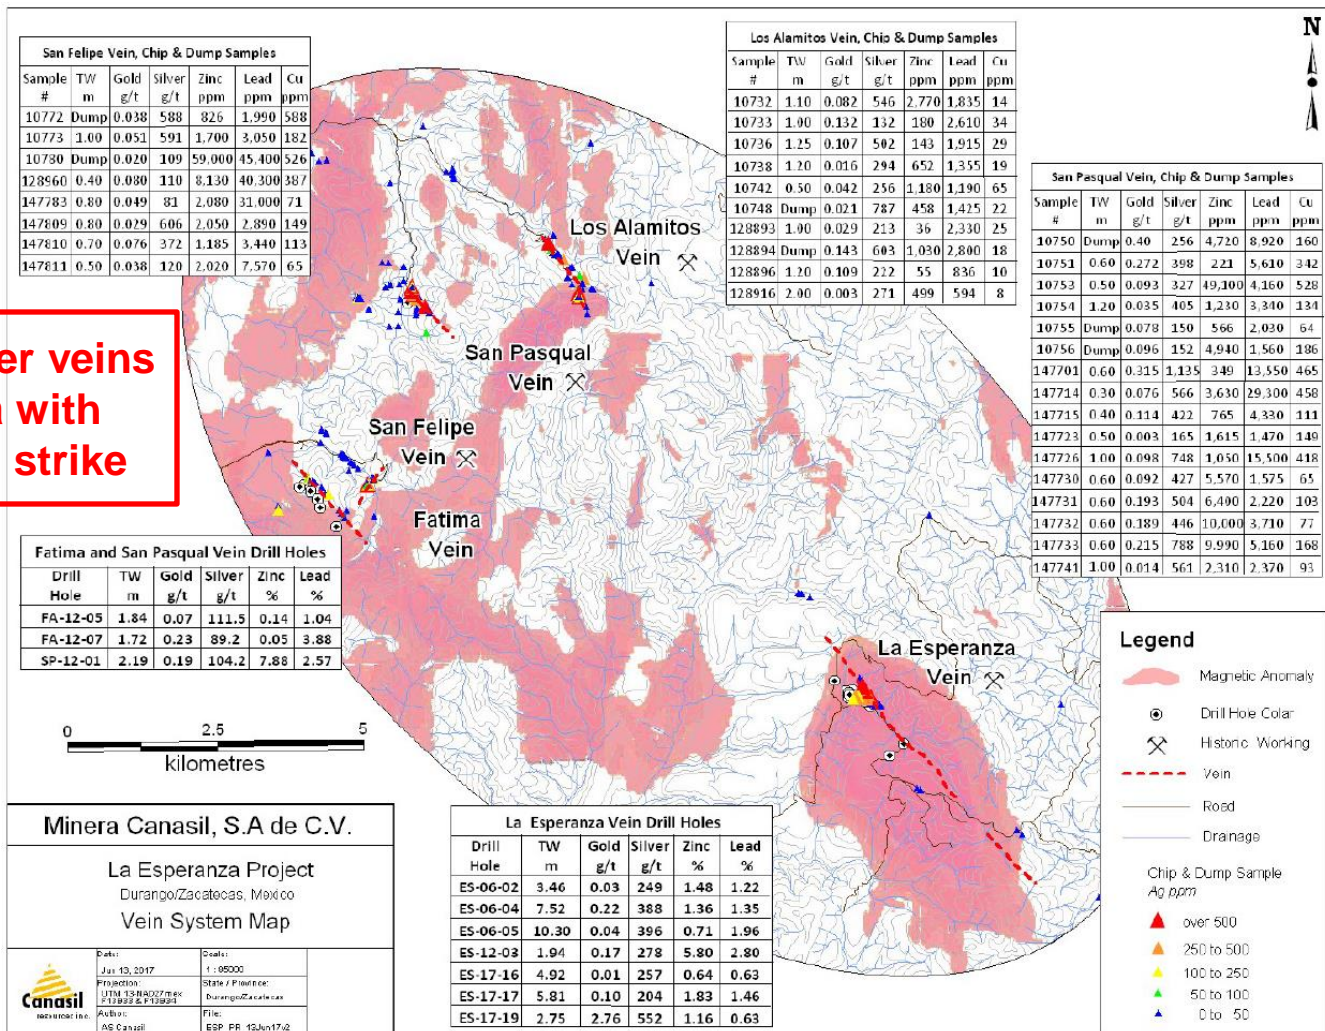 San Felipe Vein, Chip & Dump Samples
Sample # TW m Gold g/t Silver g/t Zinc ppm Lead ppm Cu ppm
10772 Dump 0.038 588 826 1,990 588
10773 1.00 0.051 591 1,700 3,050 182
10780 Dump 0.020 109 59,000 45,400 526
128960 0.40 0.080 110 8,130 40,300 387
147783 0.80 0.049 81 2,080 31,000 71
147809 0.80 0.029 606 2,050 2,890 149
147810 0.70 0.076 372 1,185 3,440 113
147811 0.50 0.038 120 2,020 7,570 65
Los Alamitos Vein, Chip & Dump Samples
Sample # TW m Gold g/t Silver g/t Zinc ppm Lead ppm Cu ppm
10732 1.10 0.082 546 2,770 1,835 14
10733 1.00 0.132 132 180 2,610 34
10736 1.25 0.107 502 143 1,915 29
10738 1.20 0.016 294 652 1,355 19
10742 0.50 0.042 256 1,180 1,190 65
10748 Dump 0.021 787 458 1,425 22
128893 1.00 0.029 213 36 2,330 25
128894 Dump 0.143 603 1,030 2,800 18
128896 1.20 0.109 222 55 836 10
128916 2.00 0.003 271 499 594 8
N
San Pasqual Vein, Chip & Dump Samples
Sample # TW m Gold g/t Silver g/t Zinc ppm Lead ppm Cu ppm
10750 Dump 0.40 256 4,720 8,920 160
10751 0.60 0.272 398 221 5,610 342
10753 0.50 0.093 327 49,100 4,160 528
10754 1.20 0.035 405 1,230 3,340 134
10755 Dump 0.078 150 566 2,030 64
10756 Dump 0.096 152 4,940 1,560 186
147701 0.60 0.315 1,135 349 13,550 465
147714 0.30 0.076 566 3,630 29,300 458
147715 0.40 0.114 422 765 4,330 111
147723 0.50 0.003 165 1,615 1,470 149
147726 1.00 0.098 748 1,050 15,500 418
147730 0.60 0.092 427 5,570 1.575 65
147731 0.60 0.193 504 6,400 2,220 103
147732 0.60 0.189 446 10,000 3,710 77
147733 0.60 0.215 788 9.990 5,160 168
147741 1.00 0.014 561 2,310 2,370 93
Los Alamitos
Vein
San Pasqual
Vein
er veins
with
strike
San Felipe
Vein
Fatima
Vein
La Esperanza
Vein
Fatima and San Pasqual Vein Drill Holes
Drill Hole TW m Gold g/t Silver g/t Zinc % Lead %
FA-12-05 1.84 0.07 111.5 0.14 1.04
FA-12-07 1.72 0.23 89.2 0.05 3.88
SP-12-01 2.19 0.19 104.2 7.88 2.57
0 2.5 5
kilometres
Minera Canasil, S.A de C.V.
La Esperanza Project
Durango/Zacatecas, Mexico
Vein System Map
Canasil
resources inc.
Date:
Jun 13, 2017
Scale:
1 : 95000
Projection:
UTM 13-NAD27mex
State / Province:
Durango/Zacatecas
Author:
AS Canasil
File:
ESP_PR_13Jun17v2
La Esperanza Vein Drill Holes
Drill Hole TW m Gold g/t Silver g/t Zinc % Lead %
ES-06-02 3.46 0.03 249 1.48 1.22
ES-06-04 7.52 0.22 388 1.36 1.35
ES-06-05 10.30 0.04 396 0.71 1.96
ES-12-03 1.94 0.17 278 5.80 2.80
ES-17-16 4.92 0.01 257 0.64 0.63
ES-17-17 5.81 0.10 204 1.83 1.46
ES-17-19 2.75 2.76 552 1.16 0.63
Legend
Magnetic Anomaly
Drill Hole Colar
Historic Working
Vein
Road
Drainage
Chip & Dump Sample
Ag ppm
over 500
250 to 500
100 to 250
50 to 100
0 to 50